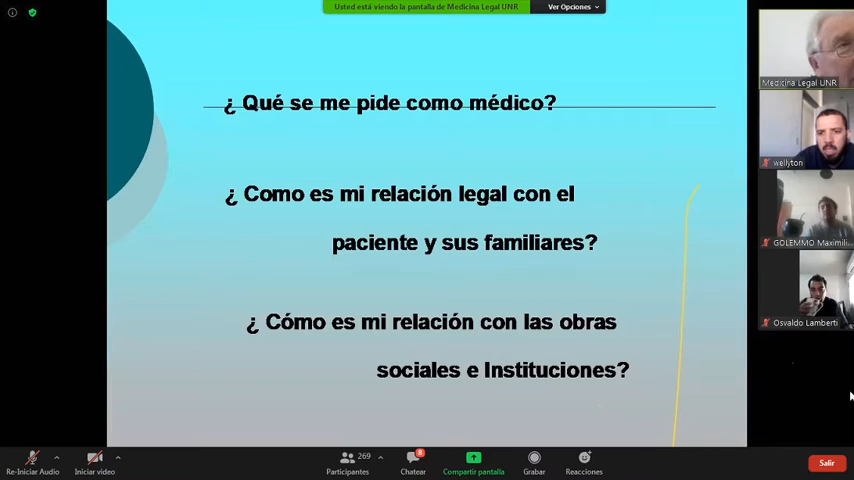 Usted está viendo la pantalla de Medicina Legal UNR
Ver Opciones
¿ Qué se me pide como médico?
¿ Como es mi relación legal con el
paciente y sus familiares?
¿ Cómo es mi relación con las obras
sociales e Instituciones?
Medicina Legal UNR
wellyton
GOLEMMO Maximili...
Osvaldo Lamberti
Re-Iniciar Audio
Iniciar video
269
Participantes
8
Chatear
Compartir pantalla
Grabar
Reacciones
Salir